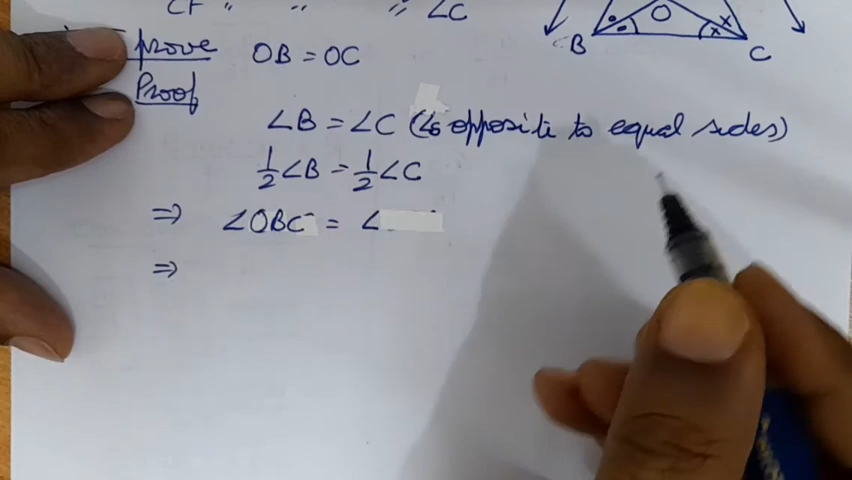 CF " " " ∠C
prove OB = OC
Proof
∠B = ∠C (∠s opposite to equal sides)
1/2 ∠B = 1/2 ∠C
⇒ ∠OBC = ∠
⇒
B O C